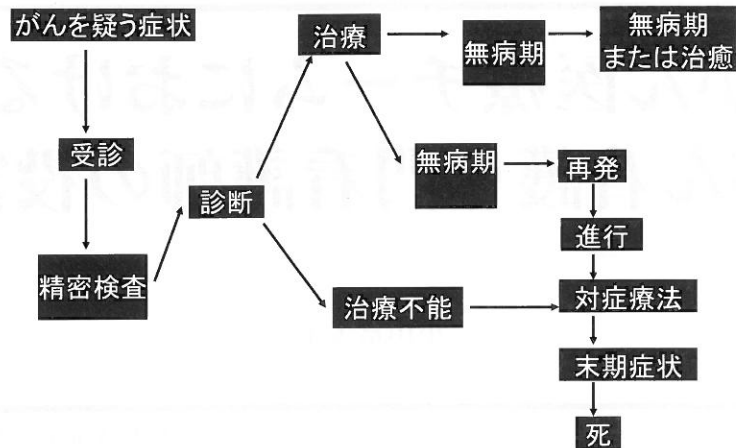 がんを疑う症状
受診
精密検査
診断
治療
無病期
無病期
または治癒
無病期
再発
進行
治療不能
対症療法
末期症状
死